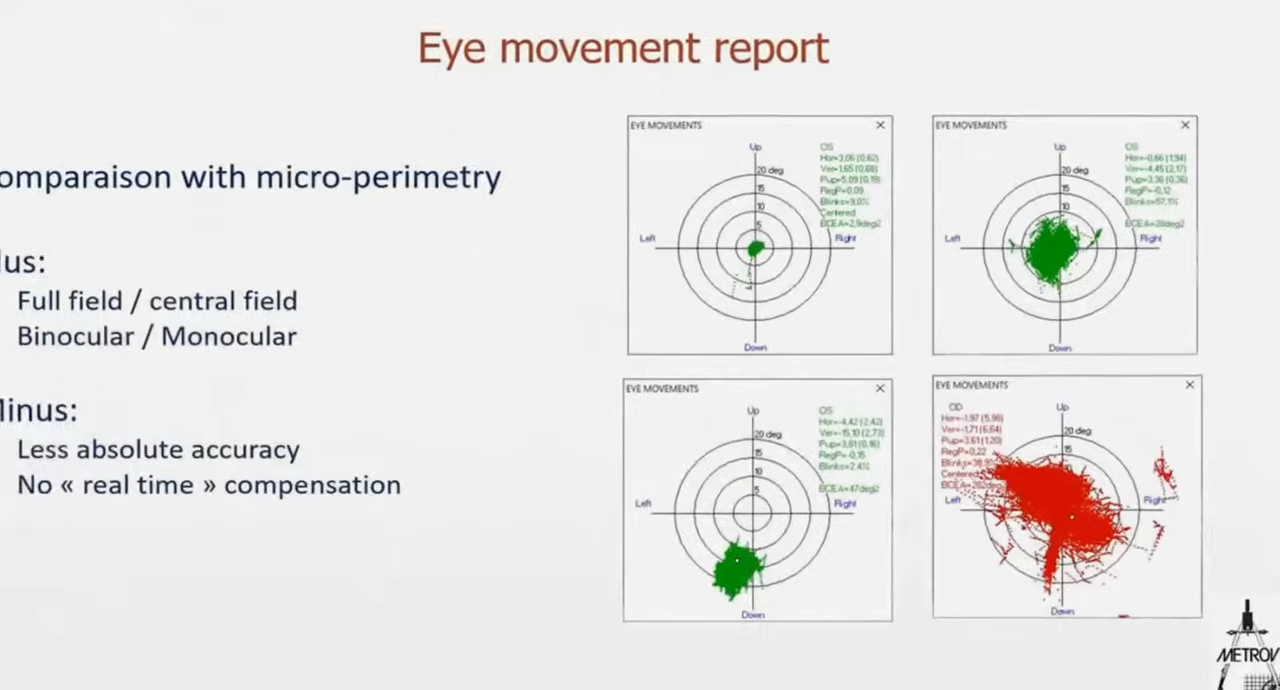 Eye movement report
omparaison with micro-perimetry
lus:
Full field / central field
Binocular / Monocular
Minus:
Less absolute accuracy
No « real time » compensation
EYE MOVEMENTS
Up
OS
Hor=3,06 (0,62)
Ver=1,65 (0,68)
Pup=5,09 (0,19)
RegP=0,09
Blinks=9,0%
Centered
BCEA=2,9deg2
20 deg
15
10
5
Left
Right
Down
EYE MOVEMENTS
Up
OS
Hor=-0,66 (1,94)
Ver=-4,45 (2,17)
Pup=3,36 (0,36)
RegP=-0,12
Blinks=57,1%
BCEA=28deg2
20 deg
15
10
Left
Right
Down
EYE MOVEMENTS
Up
OS
Hor=-4,42 (2,42)
Ver=-15,10 (2,73)
Pup=3,81 (0,16)
RegP=-0,15
Blinks=2,4%
BCEA=47deg2
20 deg
15
10
5
Left
Right
Down
EYE MOVEMENTS
Up
OD
Hor=-1,97 (5,98)
Ver=-1,71 (6,64)
Pup=3,61 (1,20)
RegP=0,22
Blinks=38,9
Centered
20 deg
15
Left
Right
Down
METROV